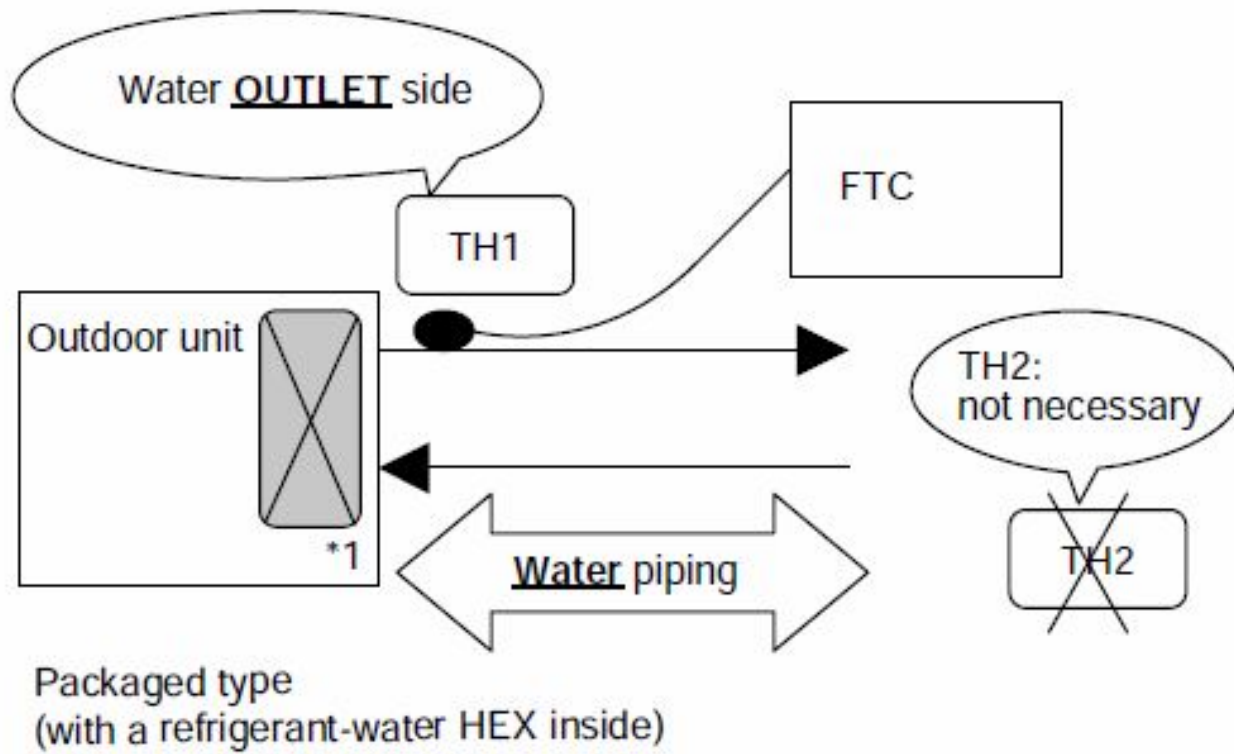 Water OUTLET side
FTC
TH1
Outdoor unit
TH2:
not necessary
*1
Water piping
TH2
Packaged type
(with a refrigerant-water HEX inside)